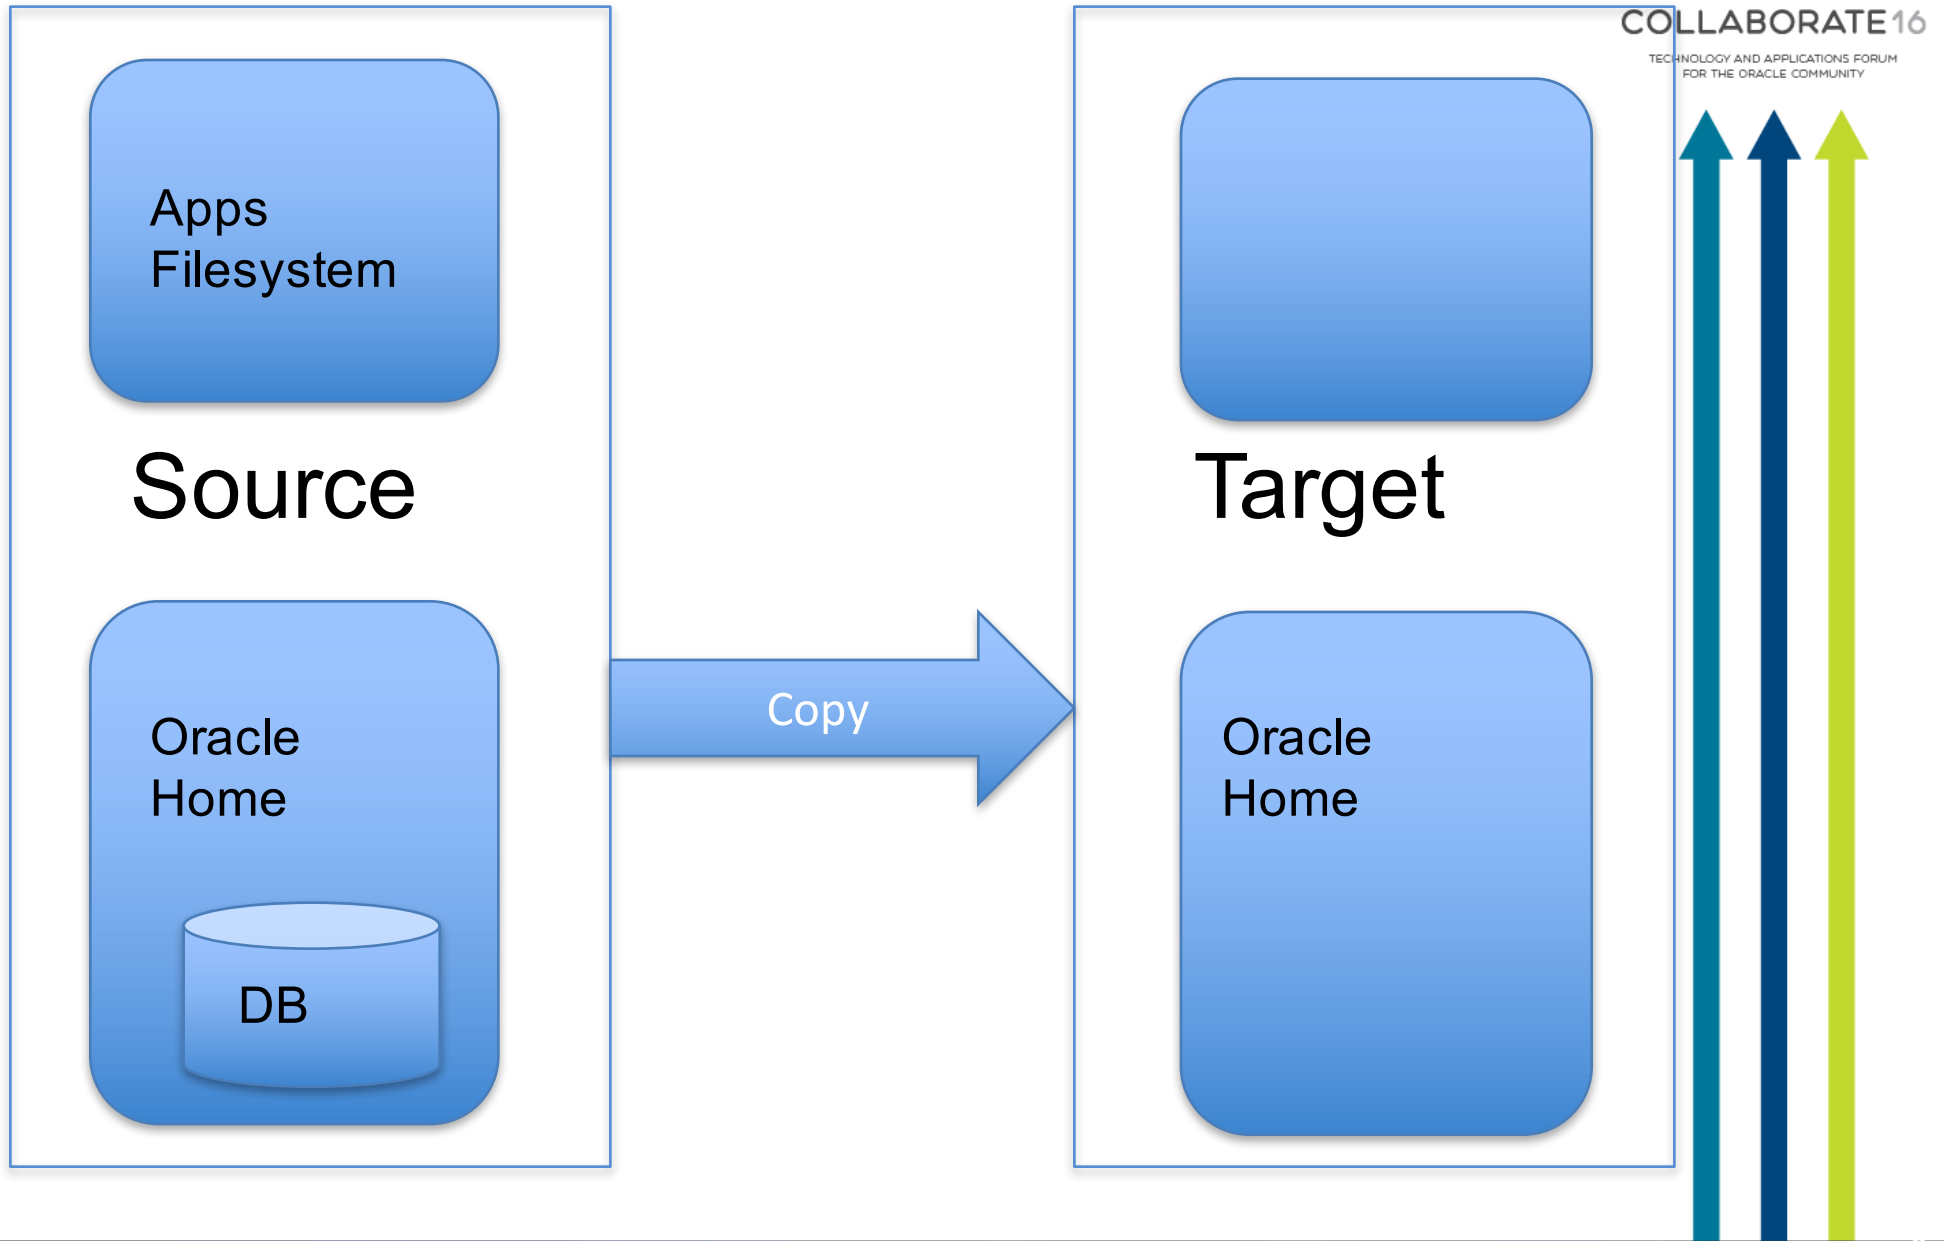 COLLABORATE16
TECHNOLOGY AND APPLICATIONS FORUM
FOR THE ORACLE COMMUNITY
Apps
Filesystem
Source
Target
Oracle
Home
DB
Copy
Oracle
Home